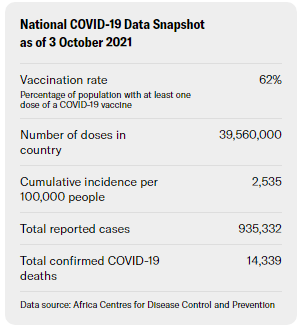 National COVID-19 Data Snapshot
as of 3 October 2021
Vaccination rate 62%
Percentage of population with at least one
dose of a COVID-19 vaccine
Number of doses in 39,560,000
country
Cumulative incidence per 2,535
100,000 people
Total reported cases 935,332
Total confirmed COVID-19 14,339
deaths
Data source: Africa Centres for Disease Control and Prevention